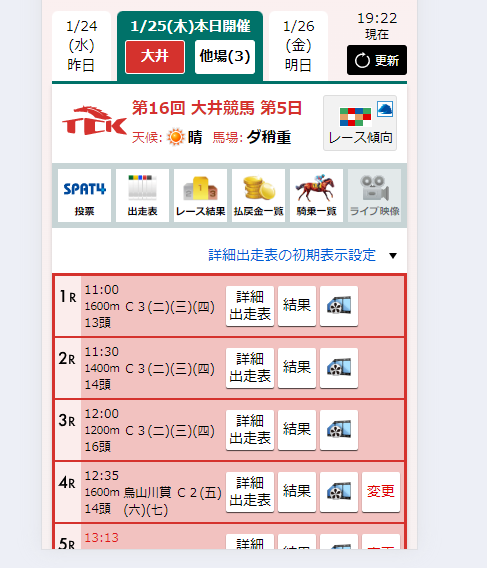 1/24
(水)
昨日
1/25(木)本日開催
大井
他場(3)
1/26
(金)
明日
19:22
現在
更新
TCK
第16回 大井競馬 第5日
天候: 晴 馬場: ダ稍重
レース傾向
SPAT4
投票
出走表
レース結果
払戻金一覧
騎乗一覧
ライブ映像
詳細出走表の初期表示設定 ▼
1R
11:00
1600m C3(二)(三)(四)
13頭
詳細
出走表
結果
2R
11:30
1400m C3(二)(三)(四)
14頭
詳細
出走表
結果
3R
12:00
1200m C3(二)(三)(四)
16頭
詳細
出走表
結果
4R
12:35
1600m 烏山川賞 C2(五)
14頭 (六)(七)
詳細
出走表
結果
変更
5R
13:13
詳細
結果
変更